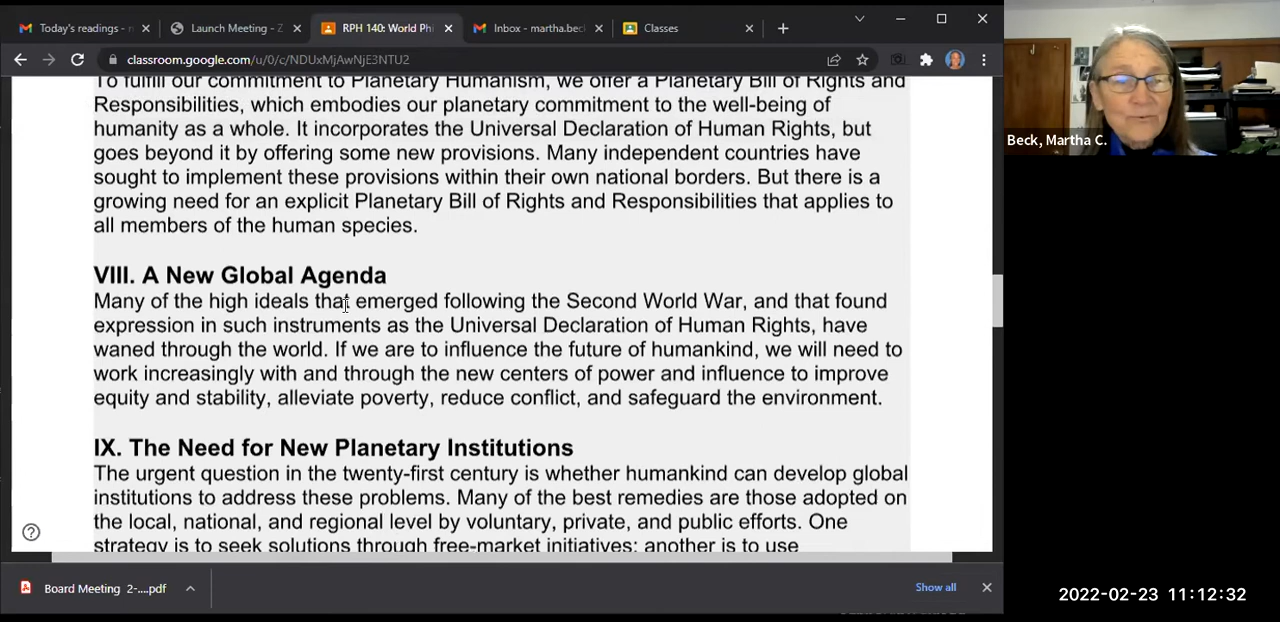 Today's readings - r
Launch Meeting - Z
RPH 140: World Phi
Inbox - martha.bec
Classes
classroom.google.com/u/0/c/NDUxMjAwNjE3NTU2
To fulfill our commitment to Planetary Humanism, we offer a Planetary Bill of Rights and
Responsibilities, which embodies our planetary commitment to the well-being of
humanity as a whole. It incorporates the Universal Declaration of Human Rights, but
goes beyond it by offering some new provisions. Many independent countries have
sought to implement these provisions within their own national borders. But there is a
growing need for an explicit Planetary Bill of Rights and Responsibilities that applies to
all members of the human species.
VIII. A New Global Agenda
Many of the high ideals that emerged following the Second World War, and that found
expression in such instruments as the Universal Declaration of Human Rights, have
waned through the world. If we are to influence the future of humankind, we will need to
work increasingly with and through the new centers of power and influence to improve
equity and stability, alleviate poverty, reduce conflict, and safeguard the environment.
IX. The Need for New Planetary Institutions
The urgent question in the twenty-first century is whether humankind can develop global
institutions to address these problems. Many of the best remedies are those adopted on
the local, national, and regional level by voluntary, private, and public efforts. One
strategy is to seek solutions through free-market initiatives; another is to use
Board Meeting 2-....pdf
Show all
Beck, Martha C.
2022-02-23 11:12:32